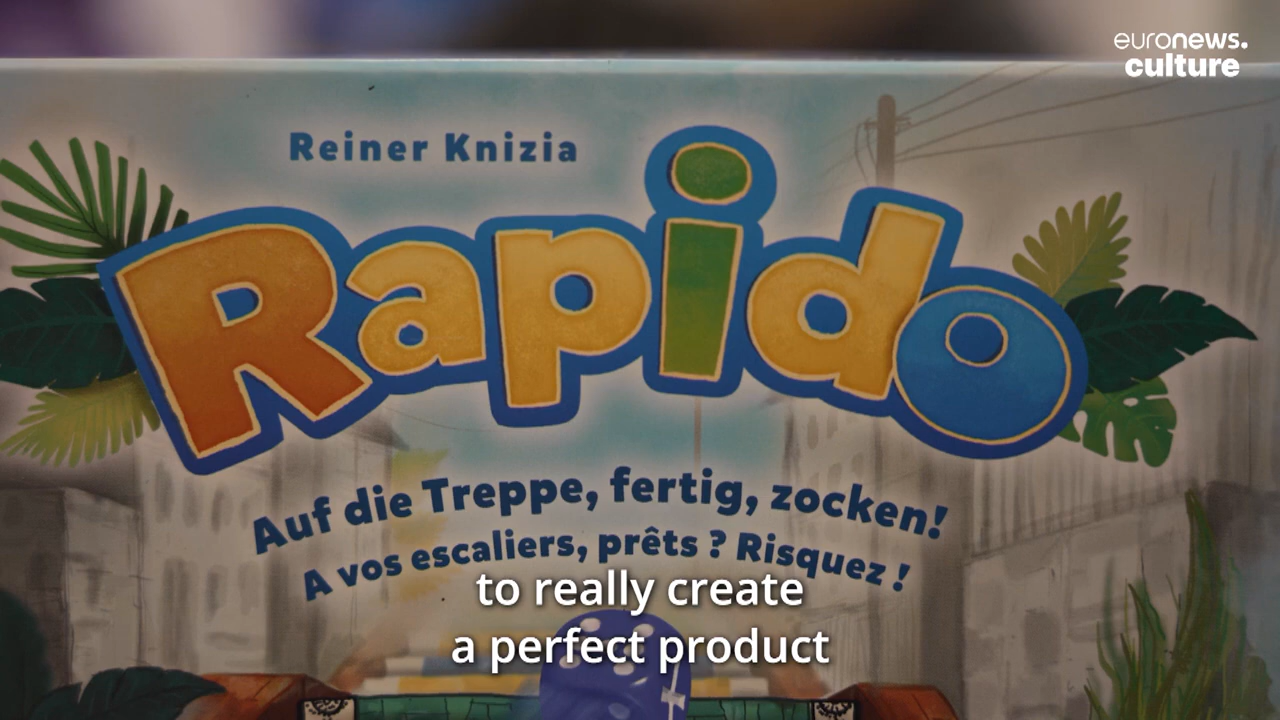 euronews.
culture
Reiner Knizia
Rapido
Auf die Treppe, fertig, zocken!
A vos escaliers, prêts ? Risquez !
to really create
a perfect product